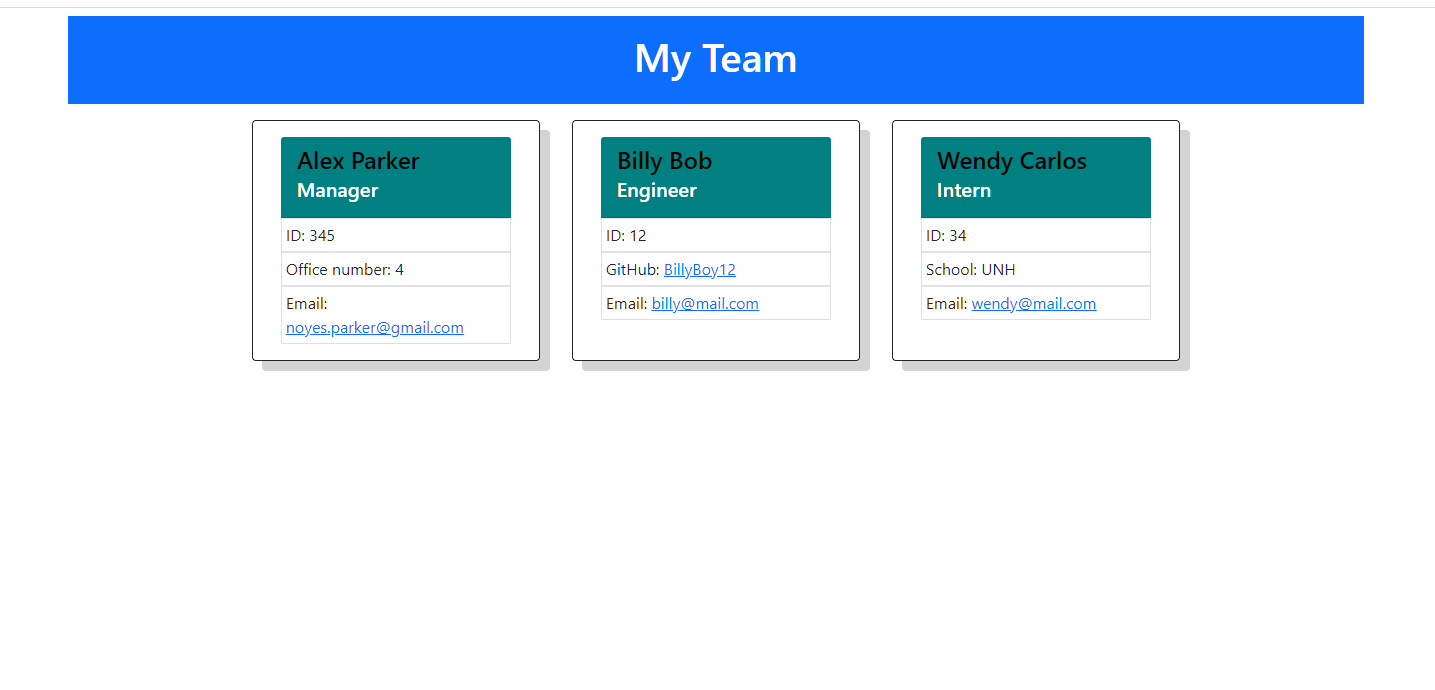 My Team
Alex Parker
Manager
ID: 345
Office number: 4
Email:
noyes.parker@gmail.com
Billy Bob
Engineer
ID: 12
GitHub: BillyBoy12
Email: billy@mail.com
Wendy Carlos
Intern
ID: 34
School: UNH
Email: wendy@mail.com